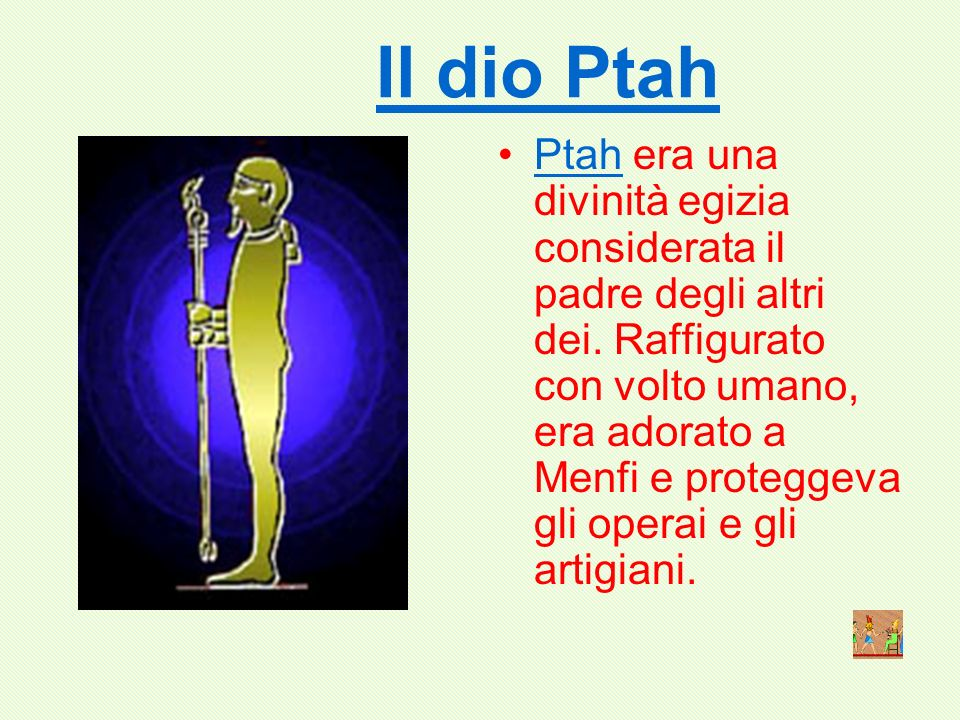 Il dio Ptah
• Ptah era una
divinità egizia
considerata il
padre degli altri
dei. Raffigurato
con volto umano,
era adorato a
Menfi e proteggeva
gli operai e gli
artigiani.